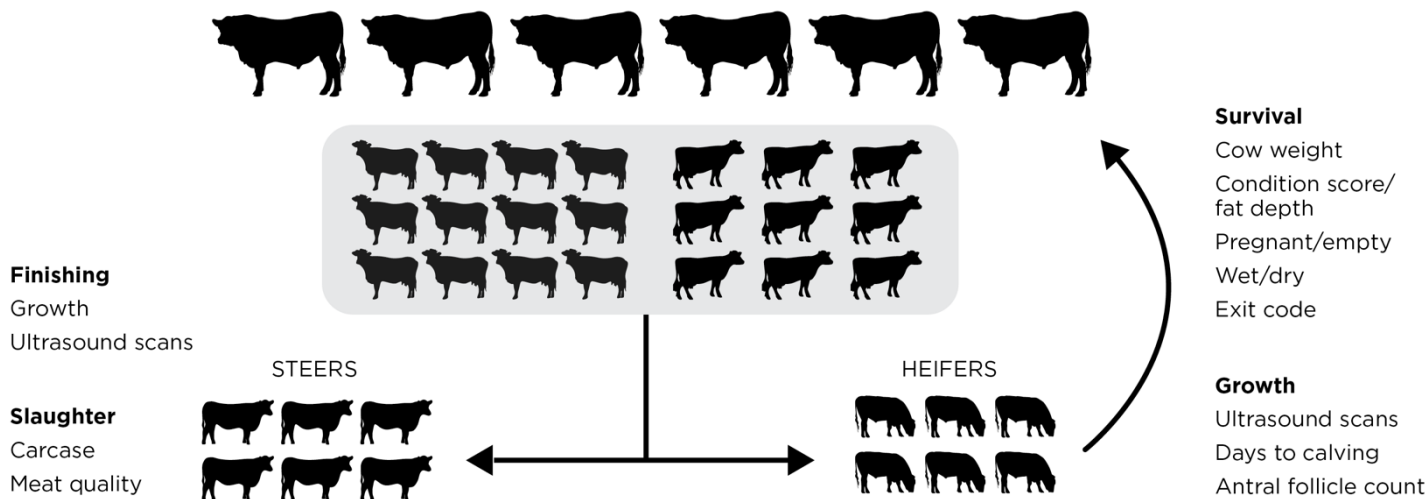 Finishing
Growth
Ultrasound scans
Slaughter
Carcase
Meat quality
STEERS
HEIFERS
Survival
Cow weight
Condition score/
fat depth
Pregnant/empty
Wet/dry
Exit code
Growth
Ultrasound scans
Days to calving
Antral follicle count